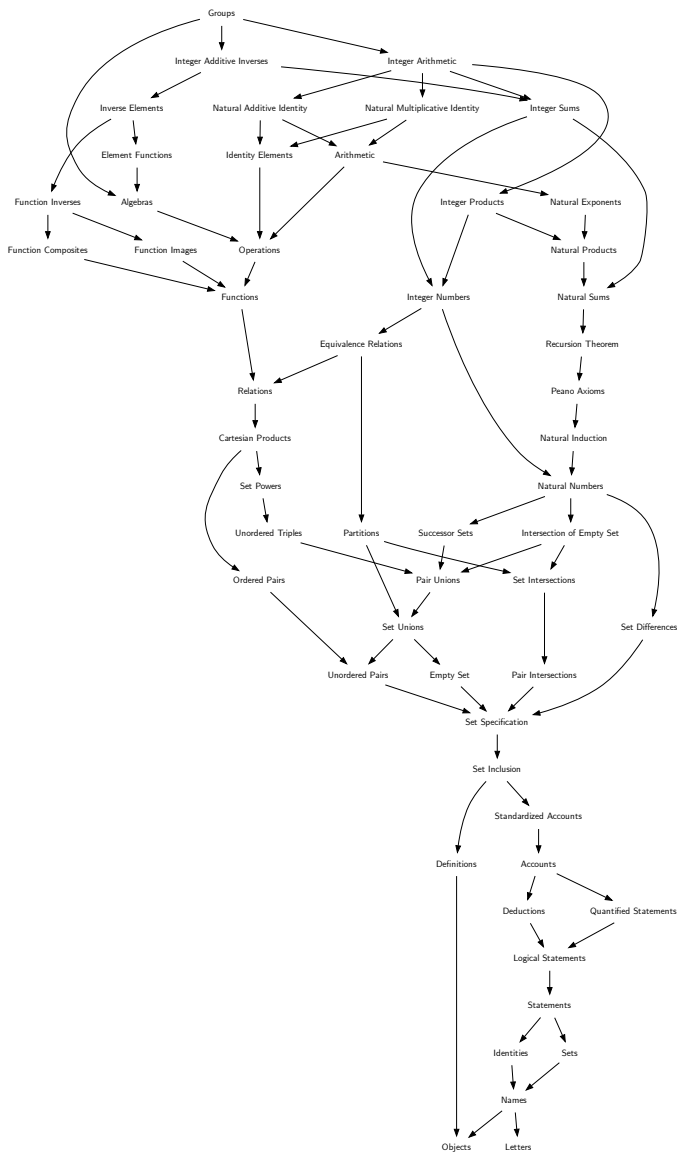 Groups
Integer Additive Inverses
Integer Arithmetic
Inverse Elements
Natural Additive Identity
Natural Multiplicative Identity
Integer Sums
Element Functions
Identity Elements
Arithmetic
Function Inverses
Algebras
Integer Products
Natural Exponents
Function Composites
Function Images
Operations
Natural Products
Functions
Integer Numbers
Natural Sums
Equivalence Relations
Recursion Theorem
Relations
Peano Axioms
Cartesian Products
Natural Induction
Set Powers
Natural Numbers
Unordered Triples
Partitions
Successor Sets
Intersection of Empty Set
Ordered Pairs
Pair Unions
Set Intersections
Set Unions
Set Differences
Unordered Pairs
Empty Set
Pair Intersections
Set Specification
Set Inclusion
Standardized Accounts
Definitions
Accounts
Deductions
Quantified Statements
Logical Statements
Statements
Identities
Sets
Names
Objects
Letters